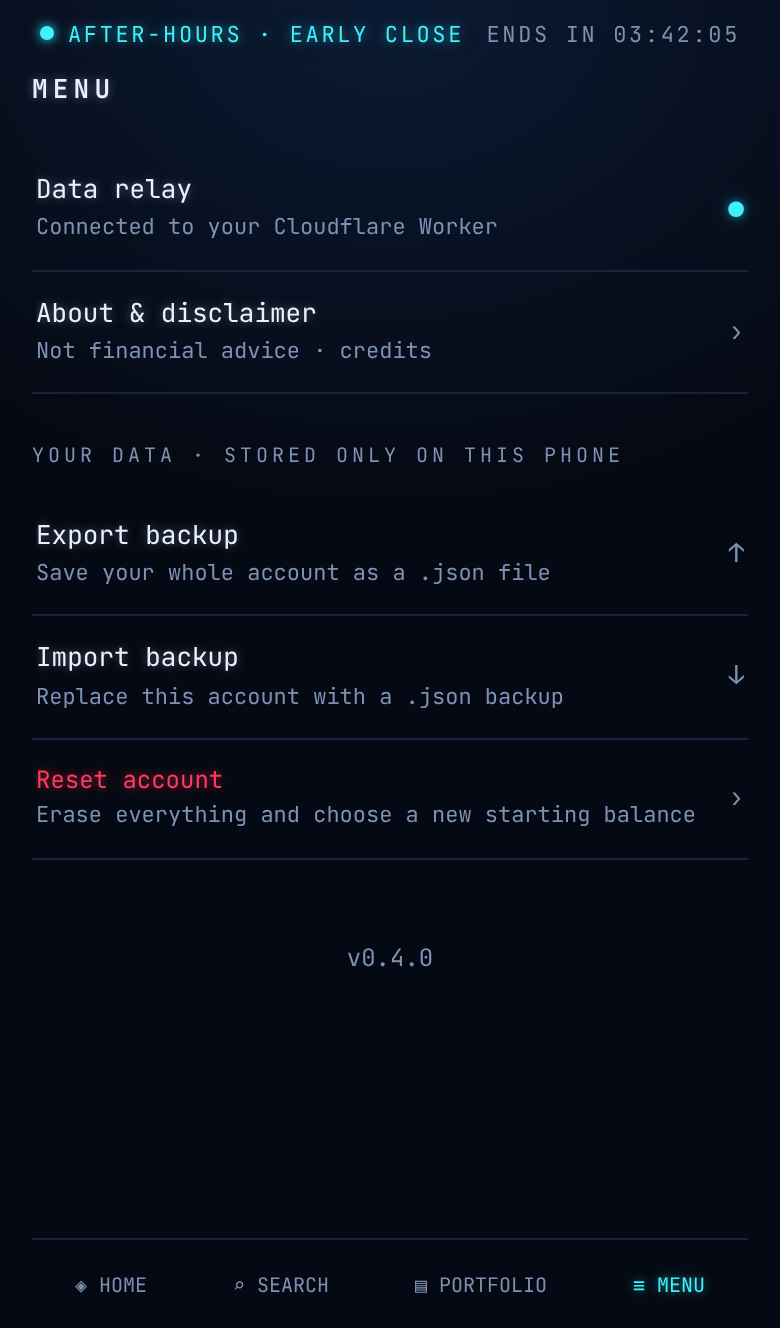 AFTER-HOURS · EARLY CLOSE ENDS IN 03:42:05
MENU
Data relay
Connected to your Cloudflare Worker
About & disclaimer
Not financial advice · credits
YOUR DATA · STORED ONLY ON THIS PHONE
Export backup
Save your whole account as a .json file
Import backup
Replace this account with a .json backup
Reset account
Erase everything and choose a new starting balance
v0.4.0
HOME SEARCH PORTFOLIO MENU